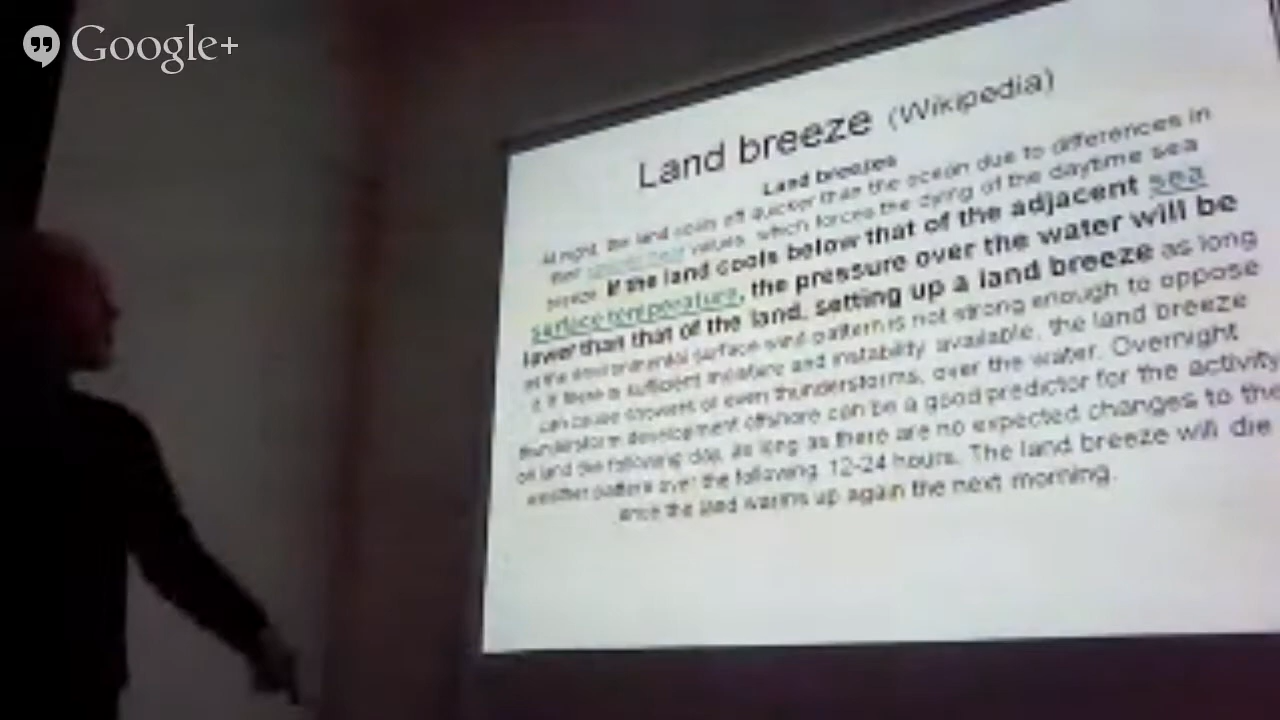 Google+
Land breeze (Wikipedia)
Land breezes
At night, the land cools off quicker than the ocean due to differences in
their values, which forces the dying of the daytime sea
breeze. If the land cools below that of the adjacent sea
surface temperature, the pressure over the water will be
lower than that of the land, setting up a land breeze as long
as the environmental surface wind pattern is not strong enough to oppose
it. If there is sufficient moisture and instability available, the land breeze
can cause showers or even thunderstorms, over the water. Overnight
thunderstorm development offshore can be a good predictor for the activity
on land the following day, as long as there are no expected changes to the
weather pattern over the following 12-24 hours. The land breeze will die
once the land warms up again the next morning.